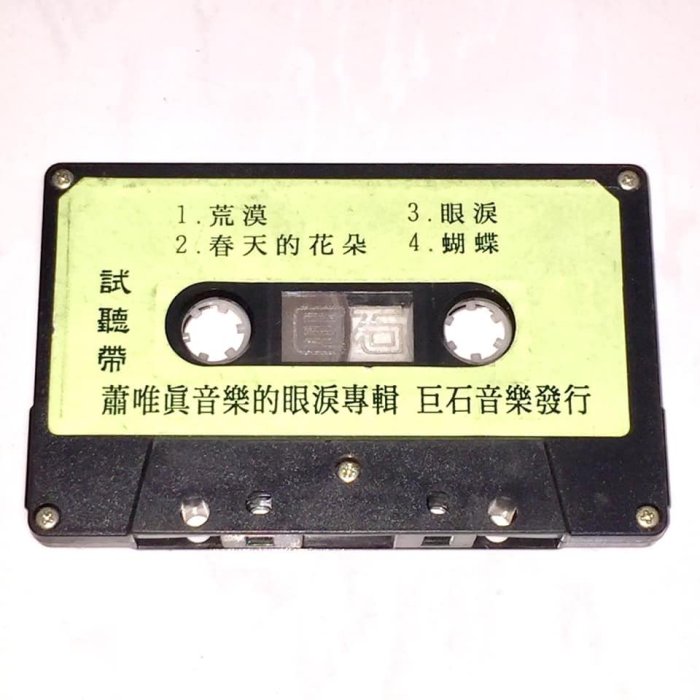 1.荒漠
2.春天的花朵
3.眼淚
4.蝴蝶
試聽帶
巨石
蕭唯眞音樂的眼淚專輯 巨石音樂發行